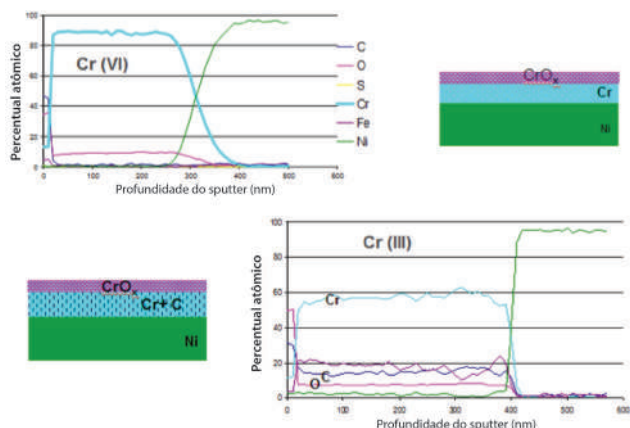 Percentual atômico
100
80
60
40
20
0
Cr (VI)
C
O
S
Cr
Fe
Ni
0
100
200
300
400
500
600
Profundidade do sputter (nm)
CrOx
Cr
Ni
CrOx
Cr+ C
Ni
Percentual atômico
100
80
60
40
20
0
Cr (III)
Cr
O
C
0
100
200
300
400
500
600
Profundidade do sputter (nm)